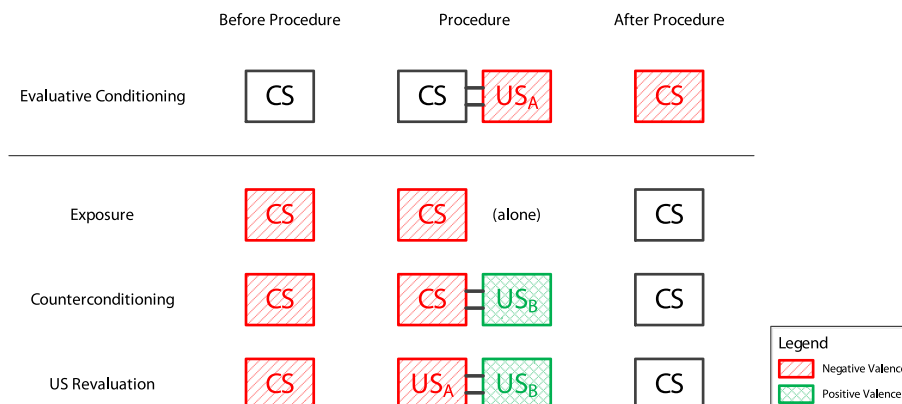 Before Procedure Procedure After Procedure
Evaluative Conditioning CS CS USA CS
Exposure CS CS (alone) CS
Counterconditioning CS CS USB CS
US Revaluation CS USA USB CS
Legend
Negative Valence
Positive Valence